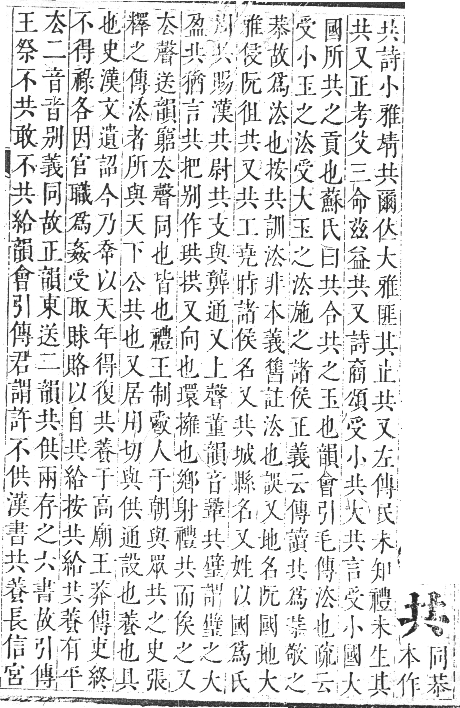 共同恭本作
共詩小雅靖共爾位大雅匪其止共又左傳民未知禮未生其
共又正考父三命兹益共又詩商頌受小共大共言受小國大
國所共之貢也蘇氏曰共合共之玉也韻會引毛傳法也疏云
受小玉之法受大玉之法施之諸侯正義云傳讀共爲恭敬之
恭故爲法也按共訓法非本義舊註法也誤又地名阮國地大
雅侵阮徂共又共工堯時諸侯名又共城縣名又姓以國爲氏
周共賜漢共尉共文與龏通又上聲董韻音鞏共璧謂璧之大
盈共猶言共把别作珙拱又向也環擁也鄉射禮共而俟之又
去聲送韻窮去聲同也皆也禮王制爵人于朝與眾共之史張
釋之傳法者所與天下公共也又居用切與供通設也養也具
也史漢文遺詔今乃幸以天年得復共養于高廟王莽傳吏終
不得祿各因官職爲姦受取賕賂以自共給按共給共養有平
去二音音别義同故正韻東送二韻共供兩存之六書故引傳
王祭不共敢不共給韻會引傳君謂許不供漢書共養長信宮